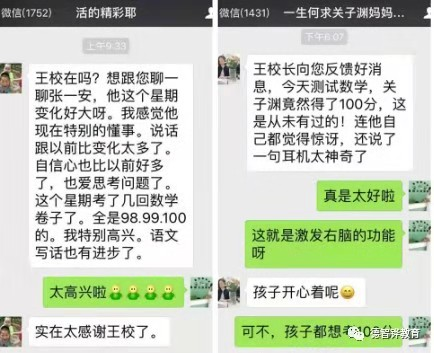 微信(1752)
活的精彩耶
上午9:33
王校在吗？想跟您聊一
聊张一安，他这个星期
变化好大呀。我感觉他
现在特别的懂事。说话
跟以前比变化太多了。
自信心也比以前好多
了，也爱思考问题了。
这个星期考了几回数学
卷子了。全是98.99.100
的。我特别高兴。语文
写话也有进步了。
太高兴啦
实在太感谢王校了。
微信(1431)
一生何求关子渊妈妈...
下午6:07
王校长向您反馈好消
息，今天测试数学，关
子渊竟然得了100分，这
是从未有过的！连他自
己都觉得惊讶，还说了
一句耳机太神奇了
真是太好啦
这就是激发右脑的功能
呀
孩子开心着呢
可不，孩子都想考100分